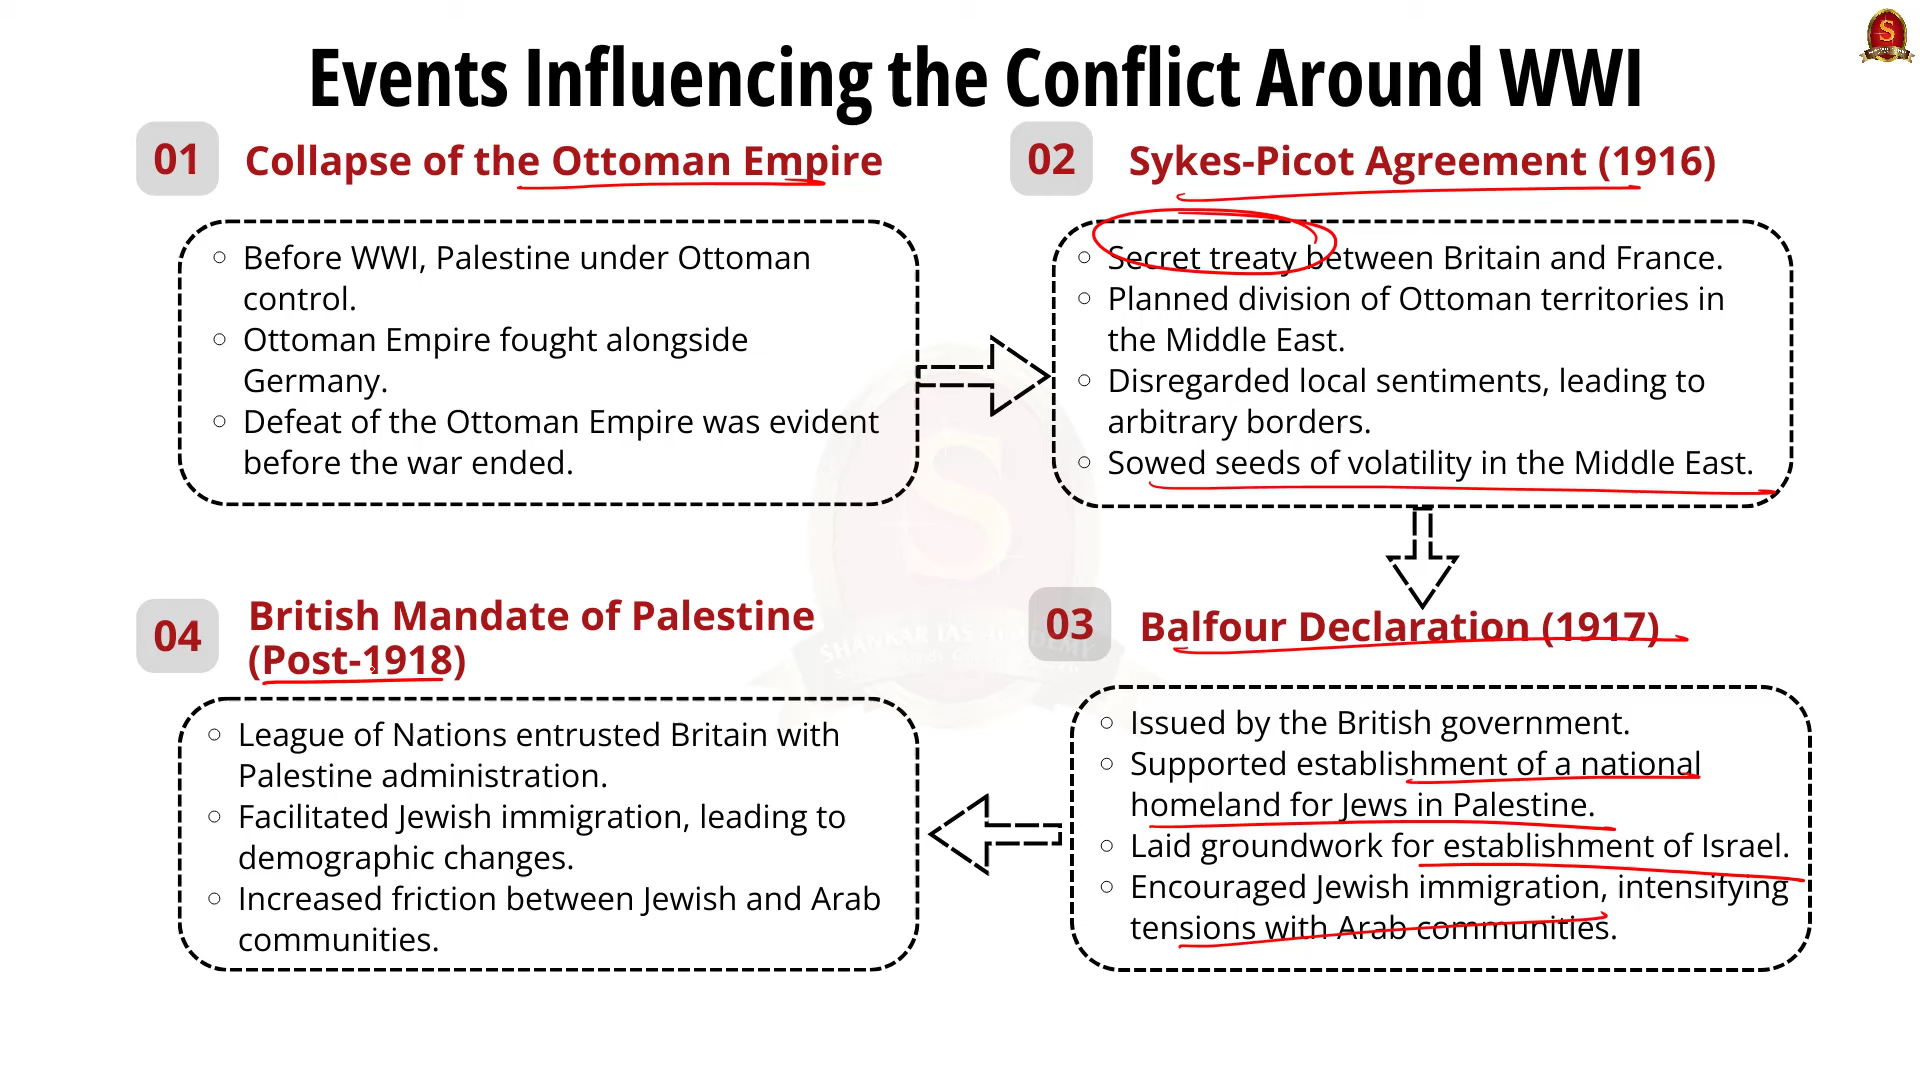 Events Influencing the Conflict Around WWI
01
Collapse of the Ottoman Empire
Before WWI, Palestine under Ottoman
control.
Ottoman Empire fought alongside
Germany.
Defeat of the Ottoman Empire was evident
before the war ended.
02
Sykes-Picot Agreement (1916)
Secret treaty between Britain and France.
Planned division of Ottoman territories in
the Middle East.
Disregarded local sentiments, leading to
arbitrary borders.
Sowed seeds of volatility in the Middle East.
03
Balfour Declaration (1917)
Issued by the British government.
Supported establishment of a national
homeland for Jews in Palestine.
Laid groundwork for establishment of Israel.
Encouraged Jewish immigration, intensifying
tensions with Arab communities.
04
British Mandate of Palestine
(Post-1918)
League of Nations entrusted Britain with
Palestine administration.
Facilitated Jewish immigration, leading to
demographic changes.
Increased friction between Jewish and Arab
communities.
S
S
SHANKAR IAS ACADEMY